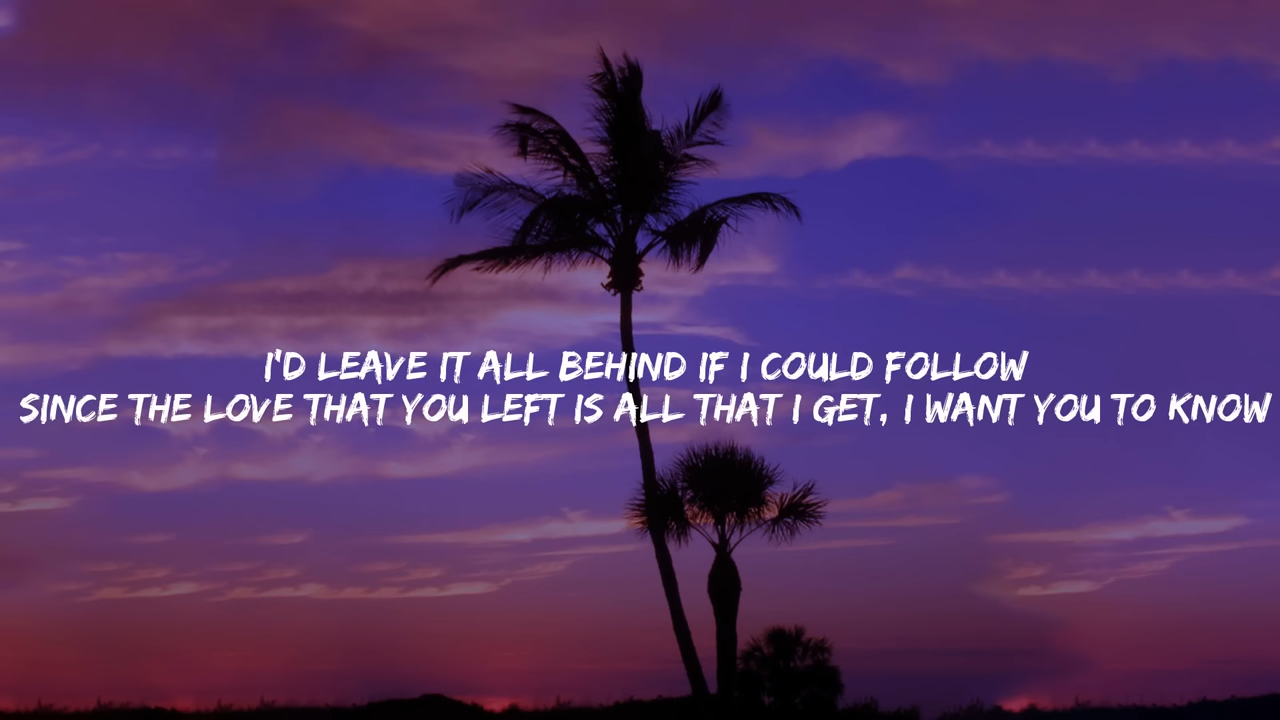 I'D LEAVE IT ALL BEHIND IF I COULD FOLLOW
SINCE THE LOVE THAT YOU LEFT IS ALL THAT I GET, I WANT YOU TO KNOW